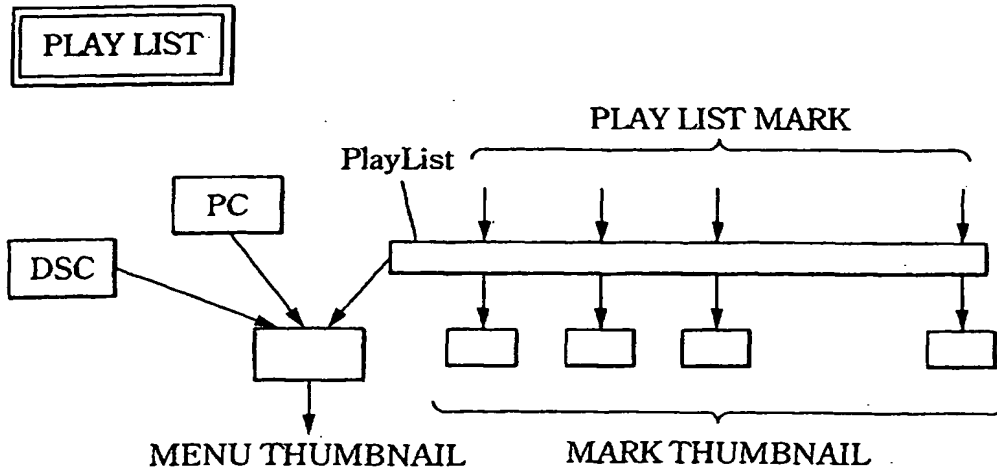 PLAY LIST
PLAY LIST MARK
PlayList
PC
DSC
MENU THUMBNAIL
MARK THUMBNAIL